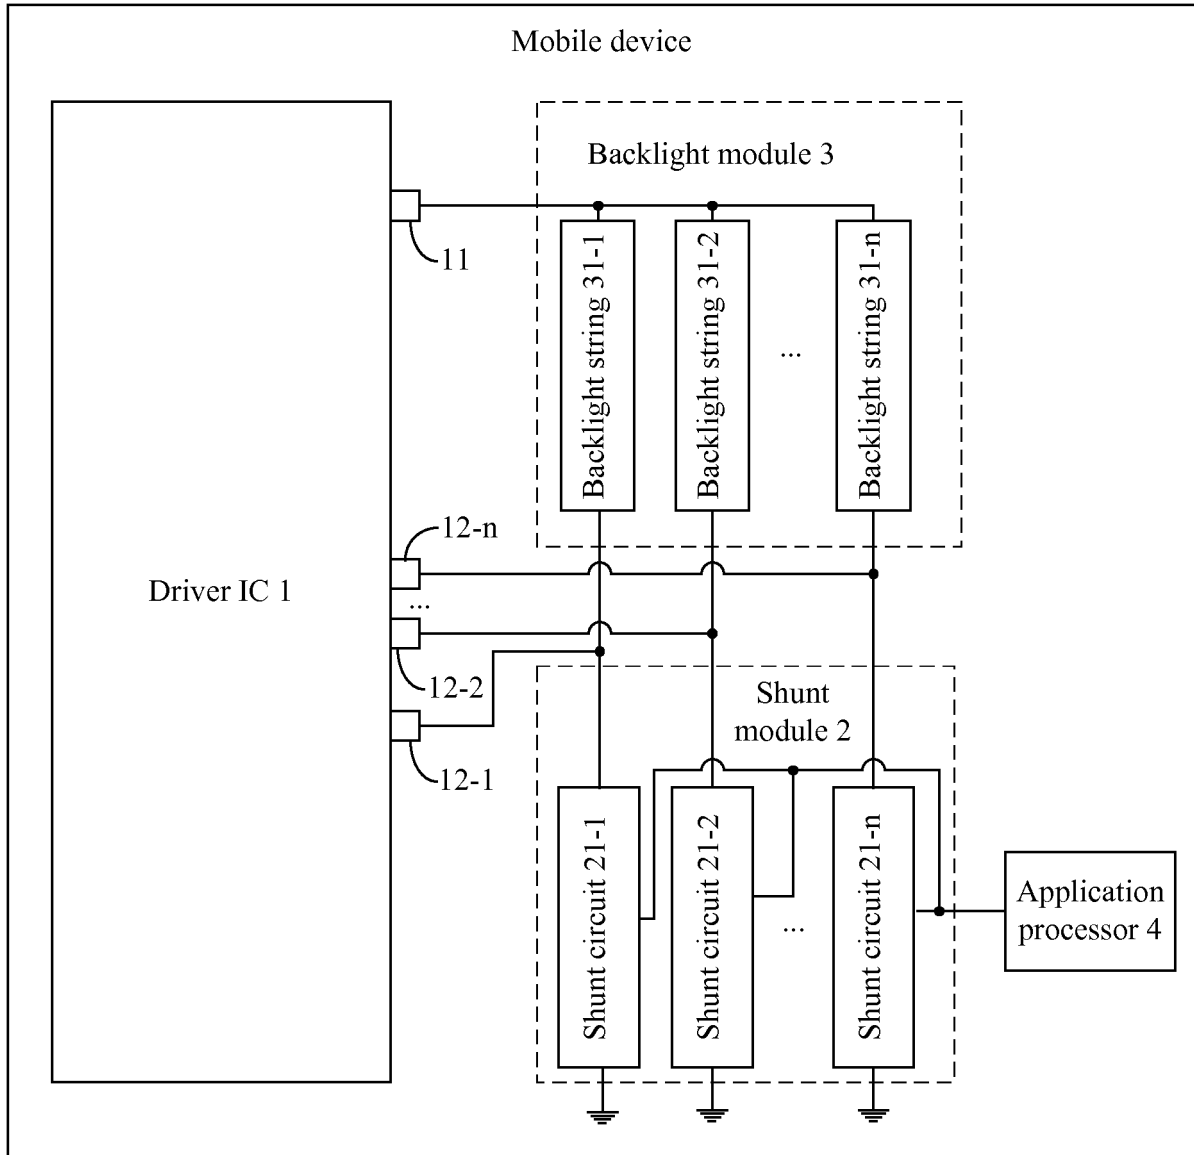 Mobile device
Backlight module 3
11
Backlight string 31-1
Backlight string 31-2
...
Backlight string 31-n
12-n
Driver IC 1
...
12-2
12-1
Shunt
module 2
Shunt circuit 21-1
Shunt circuit 21-2
...
Shunt circuit 21-n
Application
processor 4